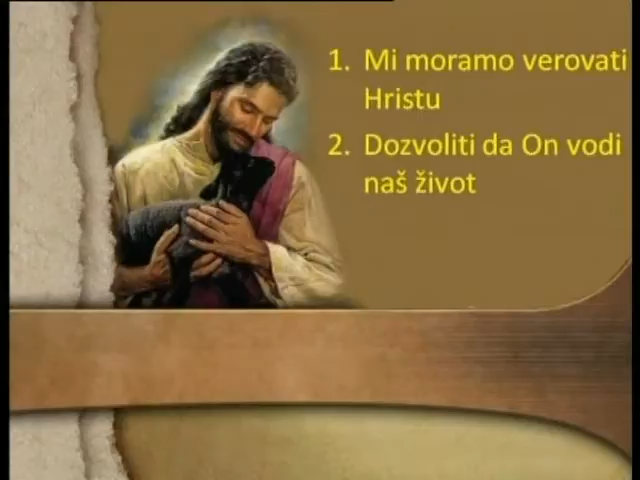 1. Mi moramo verovati
Hristu
2. Dozvoliti da On vodi
naš život